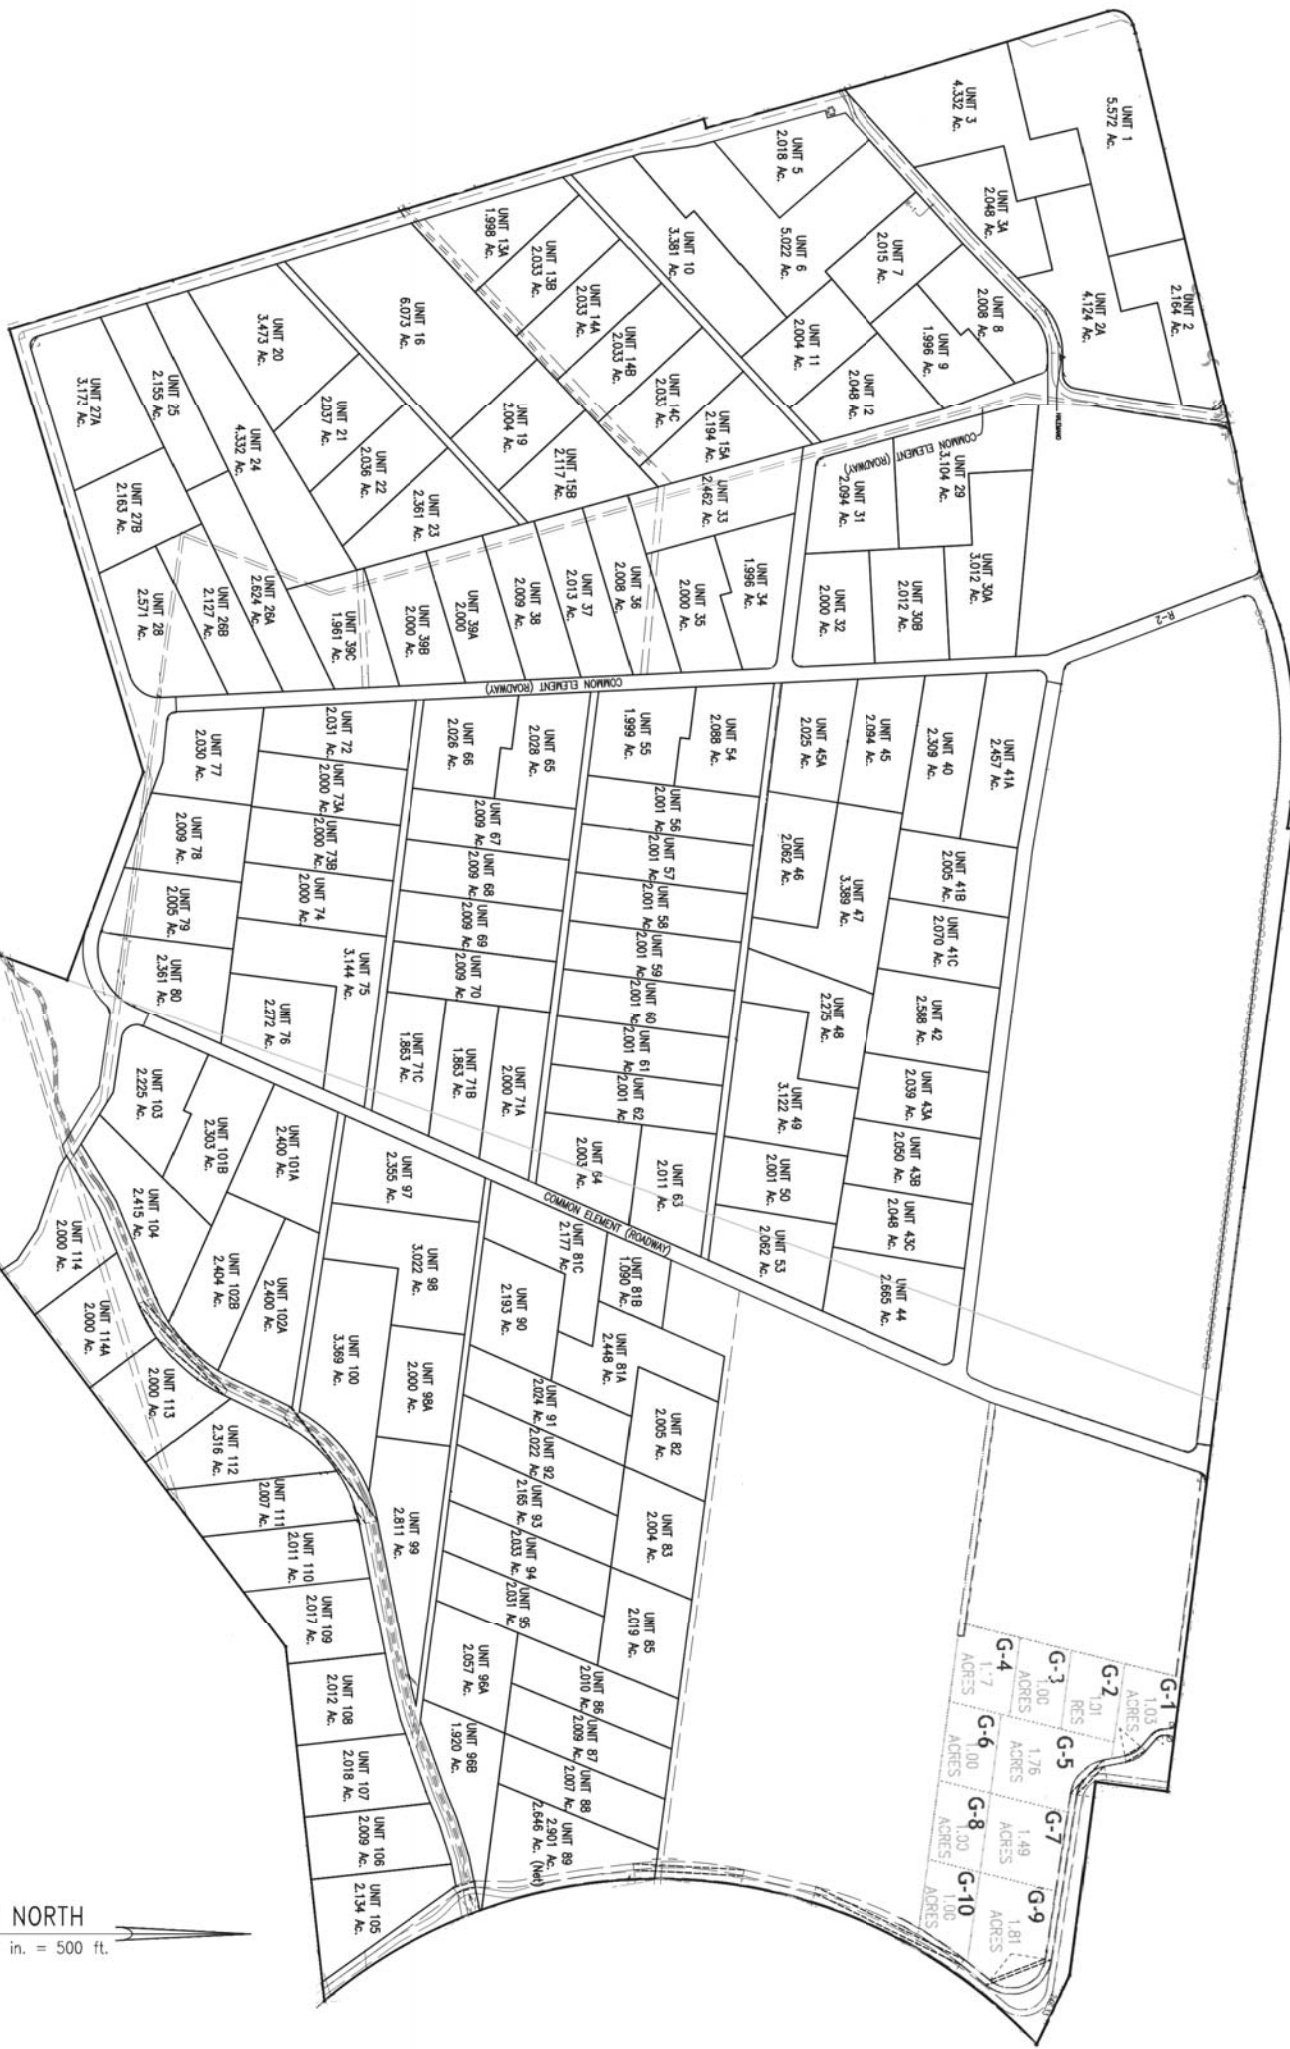 UNIT 1
5.572 Ac.
UNIT 2
2.164 Ac.
UNIT 2A
4.124 Ac.
UNIT 3
4.332 Ac.
UNIT 3A
2.048 Ac.
UNIT 5
2.018 Ac.
UNIT 6
5.022 Ac.
UNIT 7
2.015 Ac.
UNIT 8
2.008 Ac.
UNIT 9
1.996 Ac.
UNIT 10
3.381 Ac.
UNIT 11
2.004 Ac.
UNIT 12
2.048 Ac.
UNIT 13A
1.998 Ac.
UNIT 13B
2.033 Ac.
UNIT 14A
2.033 Ac.
UNIT 14B
2.033 Ac.
UNIT 14C
2.033 Ac.
UNIT 15A
2.194 Ac.
UNIT 15B
2.117 Ac.
UNIT 16
6.073 Ac.
UNIT 19
2.004 Ac.
UNIT 20
3.473 Ac.
UNIT 21
2.037 Ac.
UNIT 22
2.036 Ac.
UNIT 23
2.361 Ac.
UNIT 24
4.332 Ac.
UNIT 25
2.155 Ac.
UNIT 26A
2.624 Ac.
UNIT 26B
2.127 Ac.
UNIT 27A
3.173 Ac.
UNIT 27B
2.163 Ac.
UNIT 28
2.571 Ac.
COMMON ELEMENT (ROADWAY)
UNIT 29
3.104 Ac.
UNIT 30A
3.012 Ac.
UNIT 30B
2.012 Ac.
UNIT 31
2.094 Ac.
UNIT 32
2.000 Ac.
UNIT 33
2.462 Ac.
UNIT 34
1.996 Ac.
UNIT 35
2.000 Ac.
UNIT 36
2.008 Ac.
UNIT 37
2.013 Ac.
UNIT 38
2.009 Ac.
UNIT 39A
2.000
UNIT 39B
2.000 Ac.
UNIT 39C
1.961 Ac.
R-2
COMMON ELEMENT (ROADWAY)
UNIT 40
2.309 Ac.
UNIT 41A
2.457 Ac.
UNIT 41B
2.005 Ac.
UNIT 41C
2.070 Ac.
UNIT 42
2.588 Ac.
UNIT 43A
2.039 Ac.
UNIT 43B
2.050 Ac.
UNIT 43C
2.048 Ac.
UNIT 44
2.665 Ac.
UNIT 45
2.094 Ac.
UNIT 45A
2.025 Ac.
UNIT 46
2.062 Ac.
UNIT 47
3.389 Ac.
UNIT 48
2.275 Ac.
UNIT 49
3.122 Ac.
UNIT 50
2.001 Ac.
UNIT 53
2.062 Ac.
UNIT 54
2.088 Ac.
UNIT 55
1.999 Ac.
UNIT 56
2.001 Ac.
UNIT 57
2.001 Ac.
UNIT 58
2.001 Ac.
UNIT 59
2.001 Ac.
UNIT 60
2.001 Ac.
UNIT 61
2.001 Ac.
UNIT 62
2.001 Ac.
UNIT 63
2.011 Ac.
UNIT 64
2.003 Ac.
UNIT 65
2.028 Ac.
UNIT 66
2.026 Ac.
UNIT 67
2.009 Ac.
UNIT 68
2.009 Ac.
UNIT 69
2.009 Ac.
UNIT 70
2.009 Ac.
UNIT 71A
2.000 Ac.
UNIT 71B
1.863 Ac.
UNIT 71C
1.863 Ac.
UNIT 72
2.031 Ac.
UNIT 73A
2.000 Ac.
UNIT 73B
2.000 Ac.
UNIT 74
2.000 Ac.
UNIT 75
3.144 Ac.
UNIT 76
2.272 Ac.
UNIT 77
2.030 Ac.
UNIT 78
2.009 Ac.
UNIT 79
2.005 Ac.
UNIT 80
2.361 Ac.
COMMON ELEMENT (ROADWAY)
UNIT 81A
2.448 Ac.
UNIT 81B
1.090 Ac.
UNIT 81C
2.177 Ac.
UNIT 82
2.005 Ac.
UNIT 83
2.004 Ac.
UNIT 85
2.019 Ac.
UNIT 86
2.010 Ac.
UNIT 87
2.009 Ac.
UNIT 88
2.007 Ac.
UNIT 89
2.901 Ac.
2.646 Ac. (Net)
UNIT 90
2.193 Ac.
UNIT 91
2.024 Ac.
UNIT 92
2.022 Ac.
UNIT 93
2.165 Ac.
UNIT 94
2.033 Ac.
UNIT 95
2.031 Ac.
UNIT 96A
2.057 Ac.
UNIT 96B
1.920 Ac.
UNIT 97
2.355 Ac.
UNIT 98
3.022 Ac.
UNIT 98A
2.000 Ac.
UNIT 99
2.811 Ac.
UNIT 100
3.369 Ac.
UNIT 101A
2.400 Ac.
UNIT 101B
2.303 Ac.
UNIT 102A
2.400 Ac.
UNIT 102B
2.404 Ac.
UNIT 103
2.225 Ac.
UNIT 104
2.415 Ac.
UNIT 105
2.134 Ac.
UNIT 106
2.009 Ac.
UNIT 107
2.018 Ac.
UNIT 108
2.012 Ac.
UNIT 109
2.017 Ac.
UNIT 110
2.011 Ac.
UNIT 111
2.007 Ac.
UNIT 112
2.316 Ac.
UNIT 113
2.000 Ac.
UNIT 114
2.000 Ac.
UNIT 114A
2.000 Ac.
G-1
1.03
ACRES
G-2
1.01
RES
G-3
1.00
ACRES
G-4
1.17
ACRES
G-5
1.76
ACRES
G-6
1.00
ACRES
G-7
1.49
ACRES
G-8
1.00
ACRES
G-9
1.81
ACRES
G-10
1.00
ACRES
NORTH
in. = 500 ft.